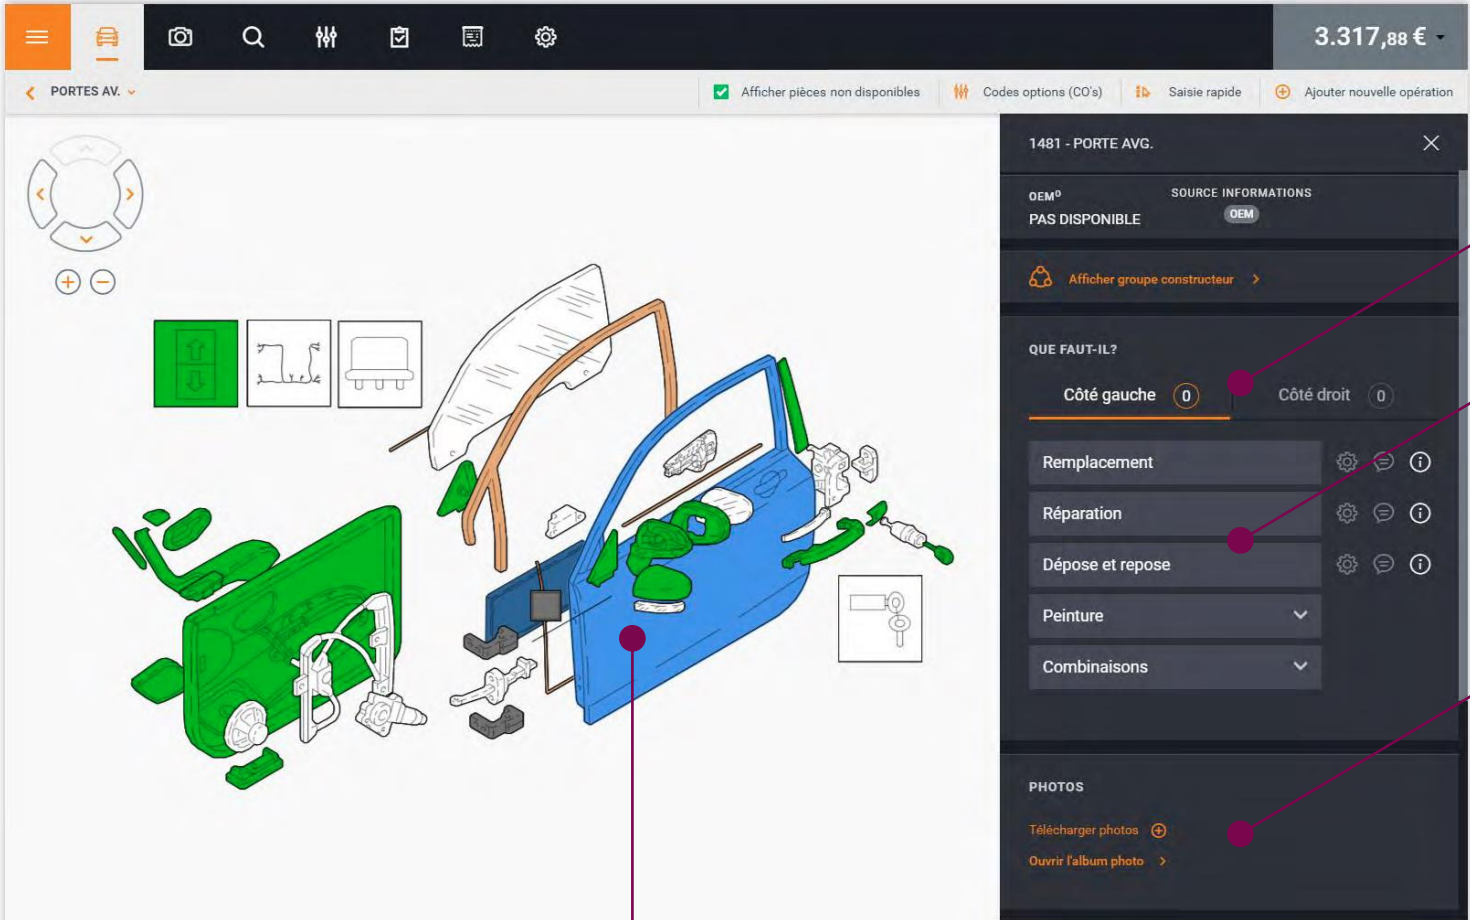 3.317,88 €
PORTES AV.
Afficher pièces non disponibles
Codes options (CO's)
Saisie rapide
Ajouter nouvelle opération
1481 - PORTE AVG.
OEM⁰
SOURCE INFORMATIONS
PAS DISPONIBLE
OEM
Afficher groupe constructeur
QUE FAUT-IL?
Côté gauche 0
Côté droit 0
Remplacement
Réparation
Dépose et repose
Peinture
Combinaisons
PHOTOS
Télécharger photos
Ouvrir l'album photo